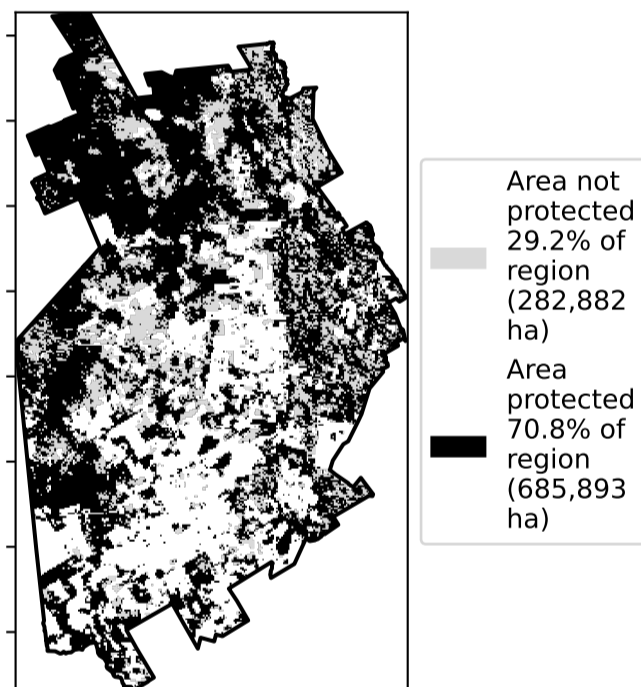 Area not
protected
29.2% of
region
(282,882
ha)
Area
protected
70.8% of
region
(685,893
ha)